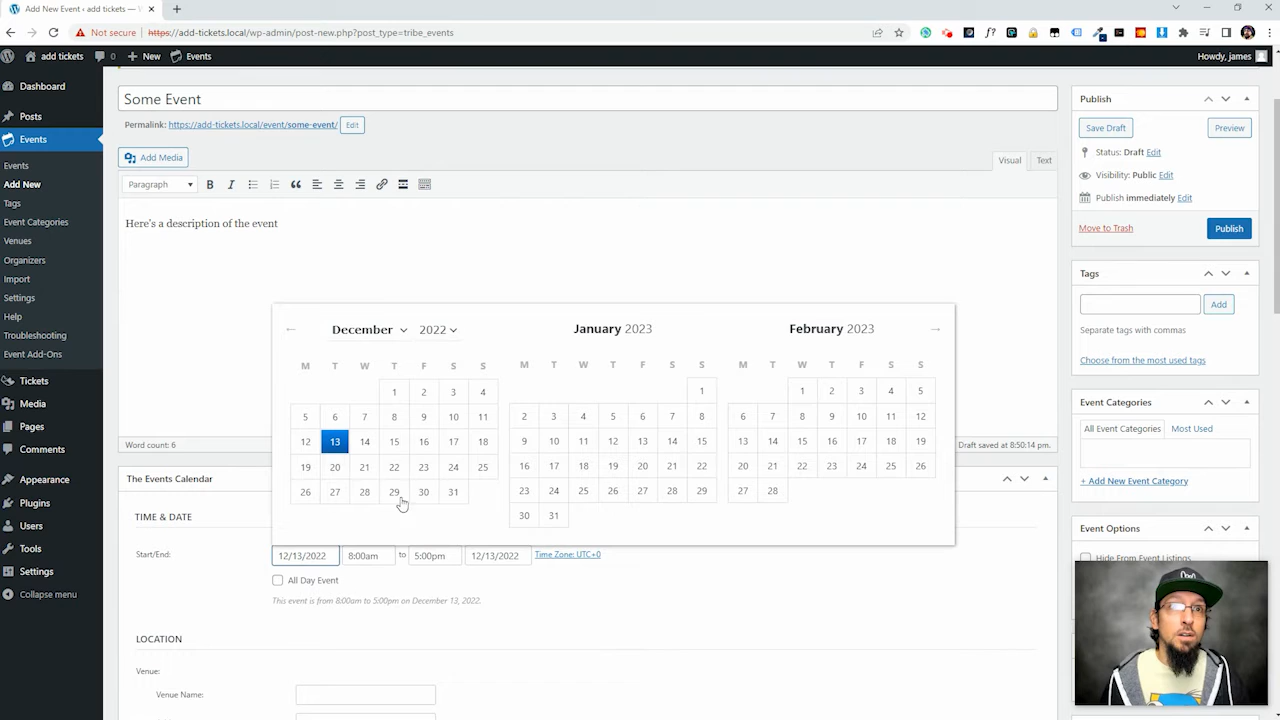 Add New Event ‹ add tickets — W
Not secure
https://add-tickets.local/wp-admin/post-new.php?post_type=tribe_events
add tickets
0
New
Events
Howdy, james
Dashboard
Posts
Events
Events
Add New
Tags
Event Categories
Venues
Organizers
Import
Settings
Help
Troubleshooting
Event Add-Ons
Tickets
Media
Pages
Comments
Appearance
Plugins
Users
Tools
Settings
Collapse menu
Some Event
Permalink: https://add-tickets.local/event/some-event/ Edit
Add Media
Visual Text
Paragraph
Here's a description of the event
Word count: 6
Draft saved at 8:50:14 pm.
December 2022
M T W T F S S
1 2 3 4
5 6 7 8 9 10 11
12 13 14 15 16 17 18
19 20 21 22 23 24 25
26 27 28 29 30 31
January 2023
M T W T F S S
1
2 3 4 5 6 7 8
9 10 11 12 13 14 15
16 17 18 19 20 21 22
23 24 25 26 27 28 29
30 31
February 2023
M T W T F S S
1 2 3 4 5
6 7 8 9 10 11 12
13 14 15 16 17 18 19
20 21 22 23 24 25 26
27 28
The Events Calendar
TIME & DATE
Start/End:
12/13/2022 8:00am to 5:00pm 12/13/2022 Time Zone: UTC+0
All Day Event
This event is from 8:00am to 5:00pm on December 13, 2022.
LOCATION
Venue:
Venue Name:
Publish
Save Draft
Preview
Status: Draft Edit
Visibility: Public Edit
Publish immediately Edit
Move to Trash
Publish
Tags
Add
Separate tags with commas
Choose from the most used tags
Event Categories
All Event Categories Most Used
+ Add New Event Category
Event Options
Hide From Event Listings